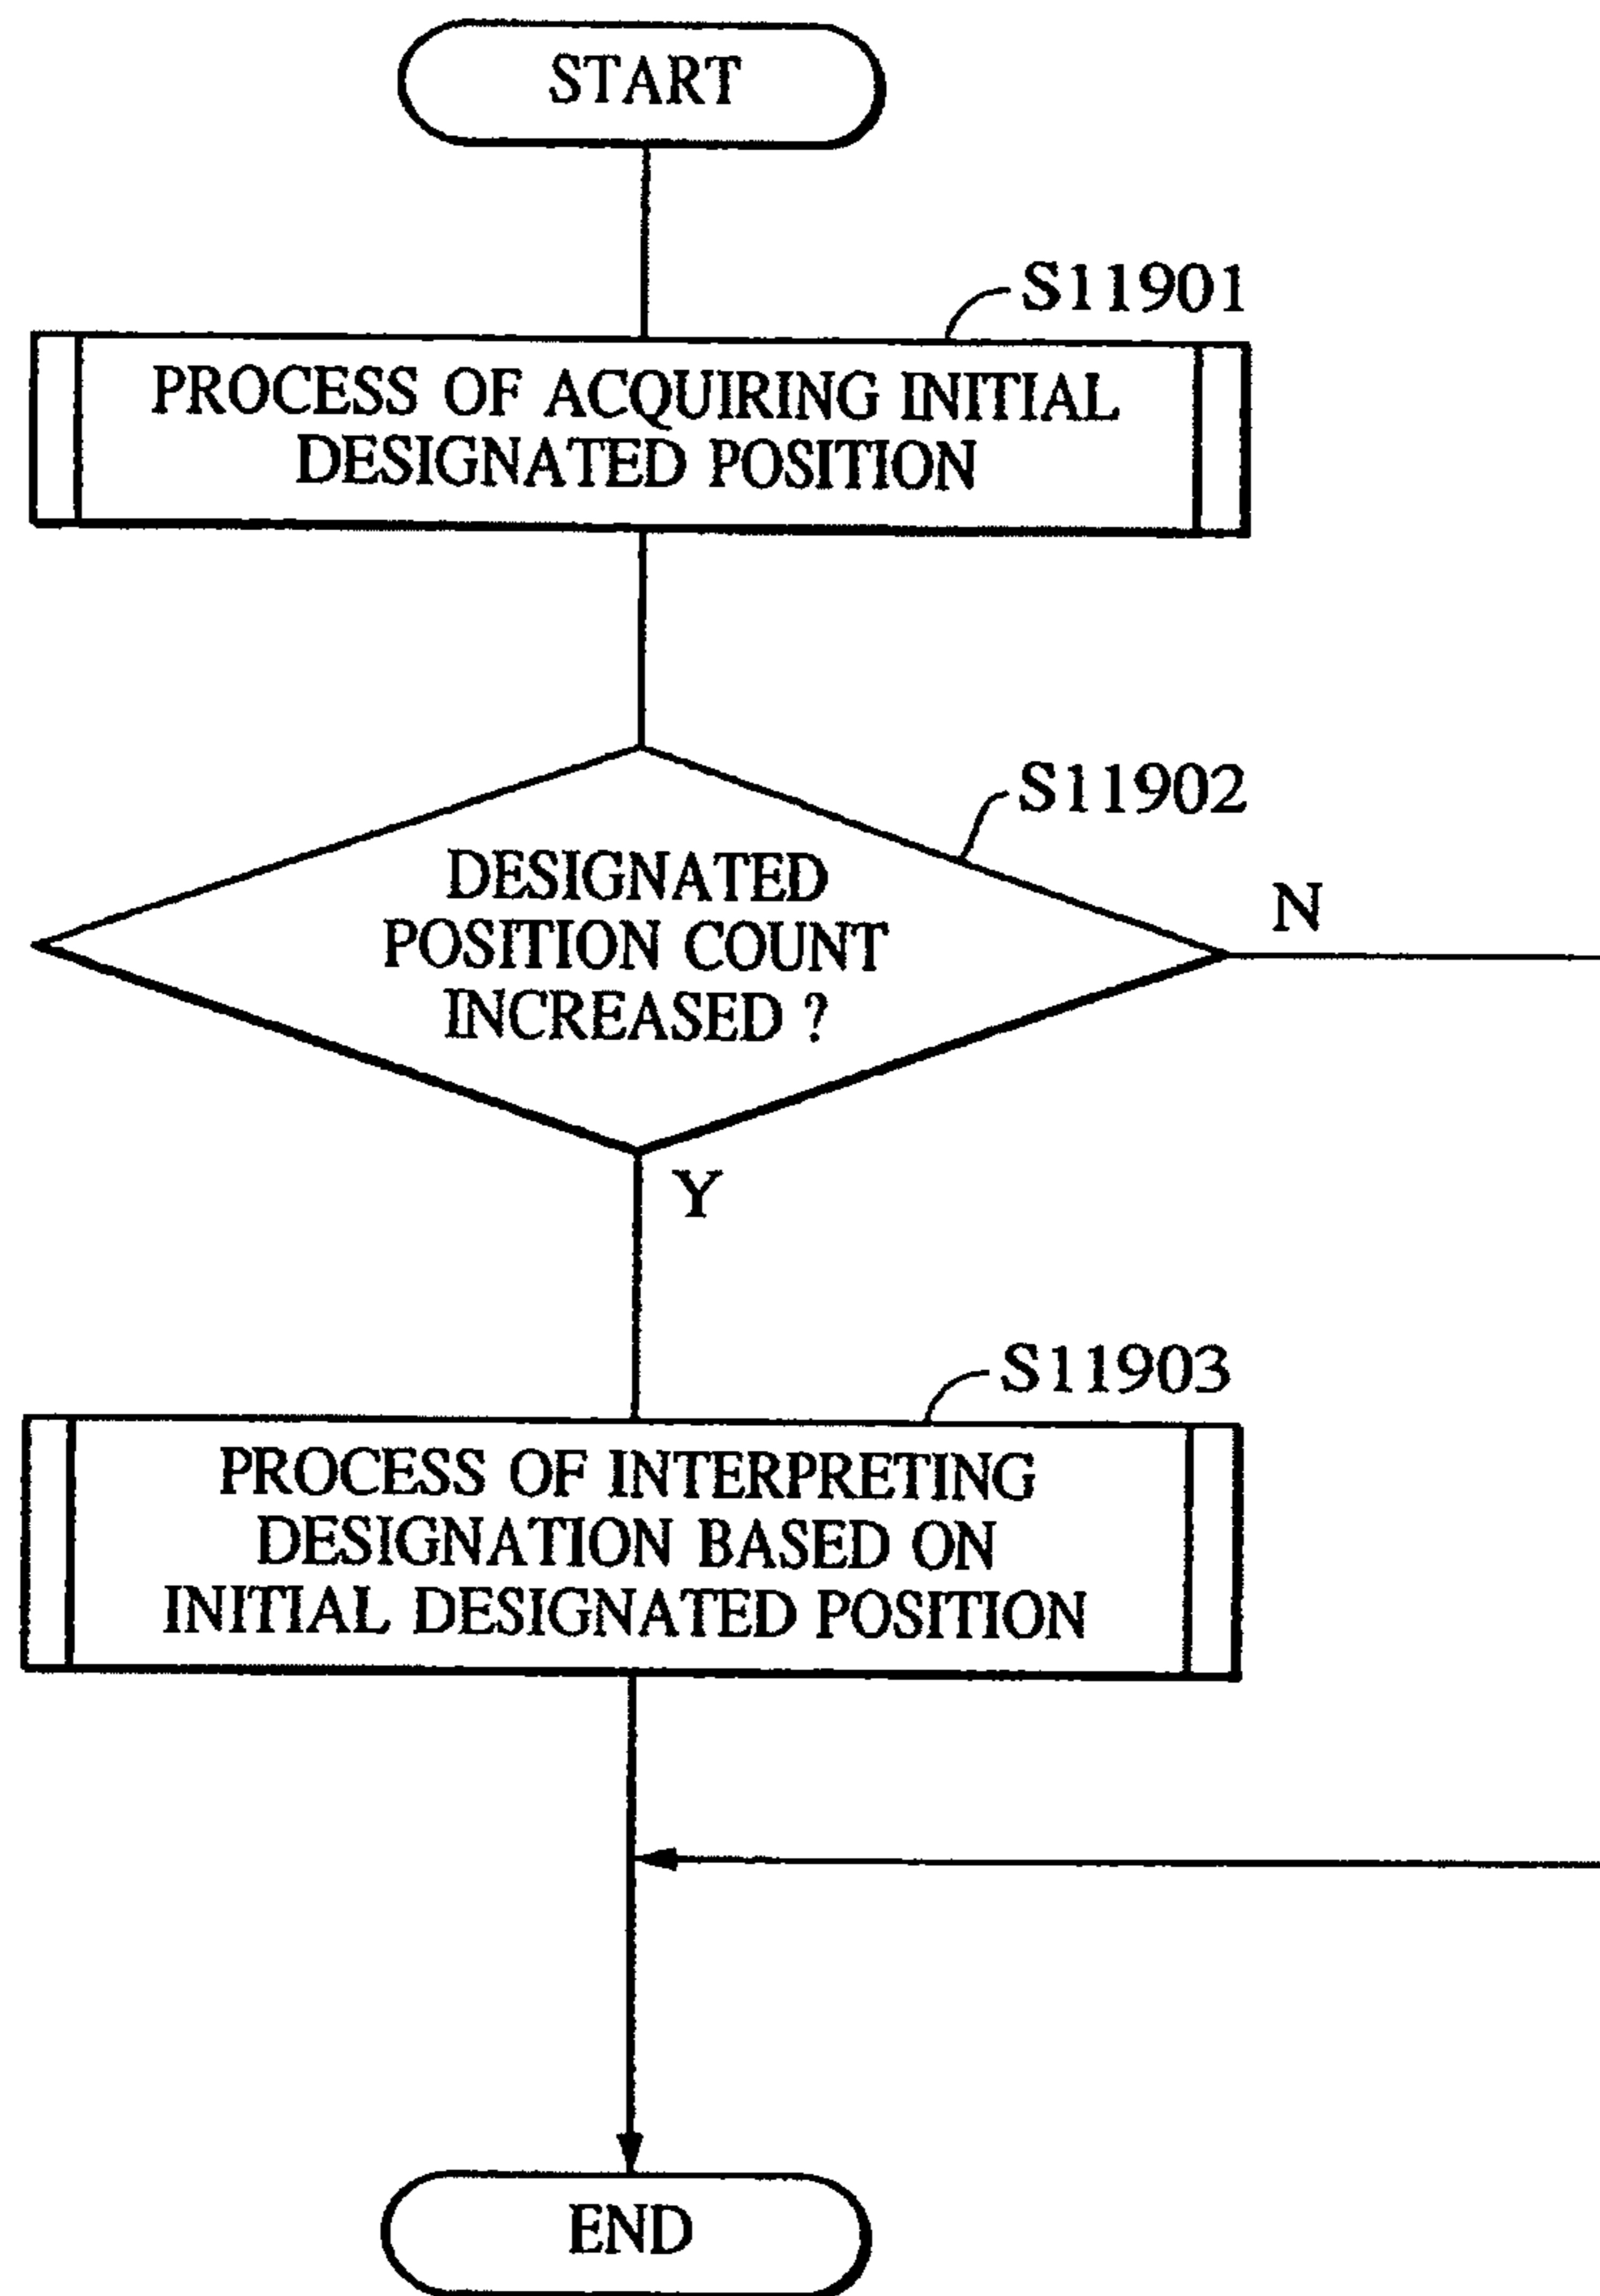 START
S11901
PROCESS OF ACQUIRING INITIAL
DESIGNATED POSITION
S11902
DESIGNATED
POSITION COUNT
INCREASED ?
N
Y
S11903
PROCESS OF INTERPRETING
DESIGNATION BASED ON
INITIAL DESIGNATED POSITION
END